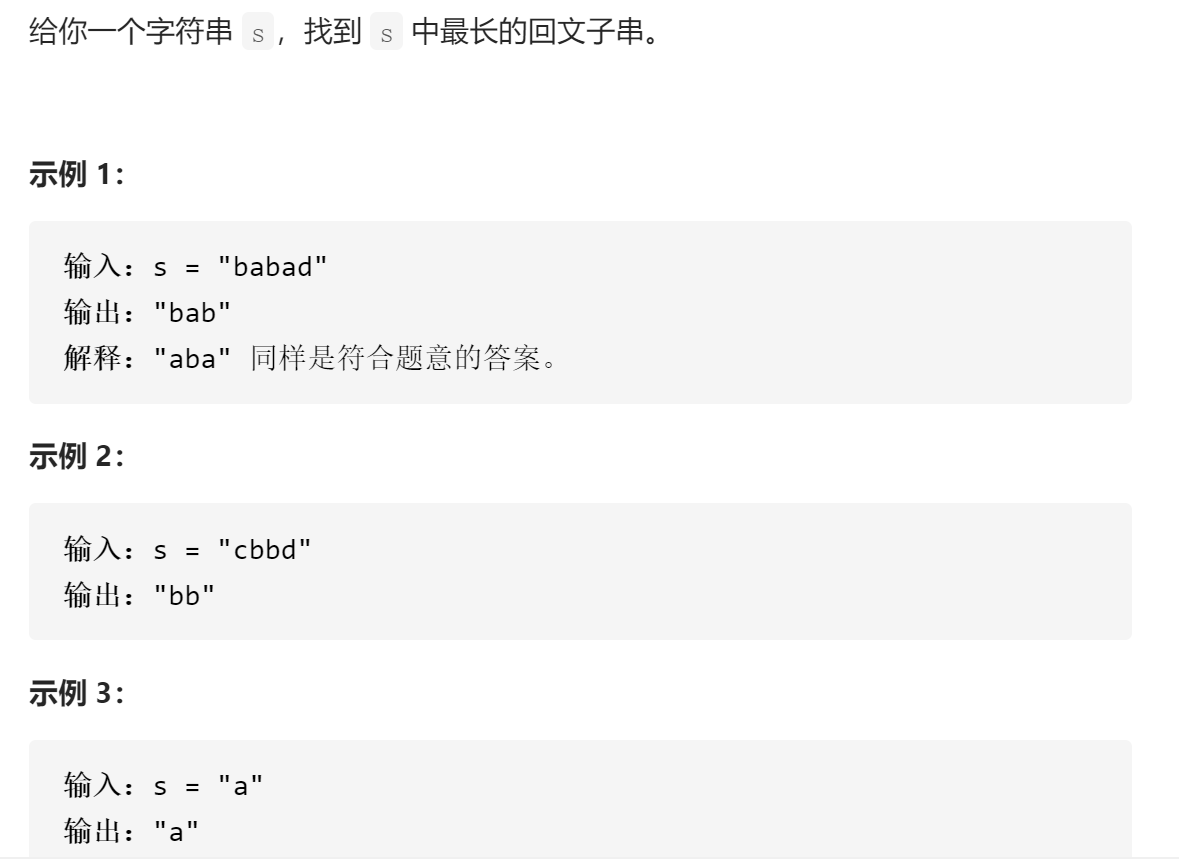 给你一个字符串 s，找到 s 中最长的回文子串。
示例 1：
输入：s = "babad"
输出："bab"
解释："aba" 同样是符合题意的答案。
示例 2：
输入：s = "cbbd"
输出："bb"
示例 3：
输入：s = "a"
输出："a"